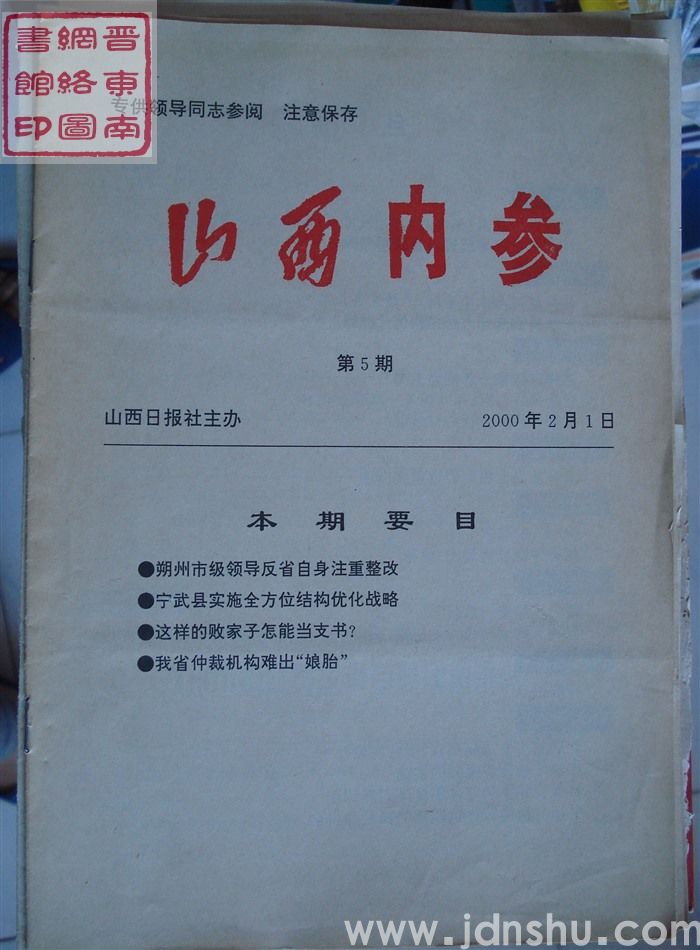 晋东南
網络圖
書館印
专供领导同志参阅 注意保存
山西内参
第5期
山西日报社主办 2000年2月1日
本期要目
●朔州市级领导反省自身注重整改
●宁武县实施全方位结构优化战略
●这样的败家子怎能当支书？
●我省仲裁机构难出“娘胎”
www.jdnshu.com